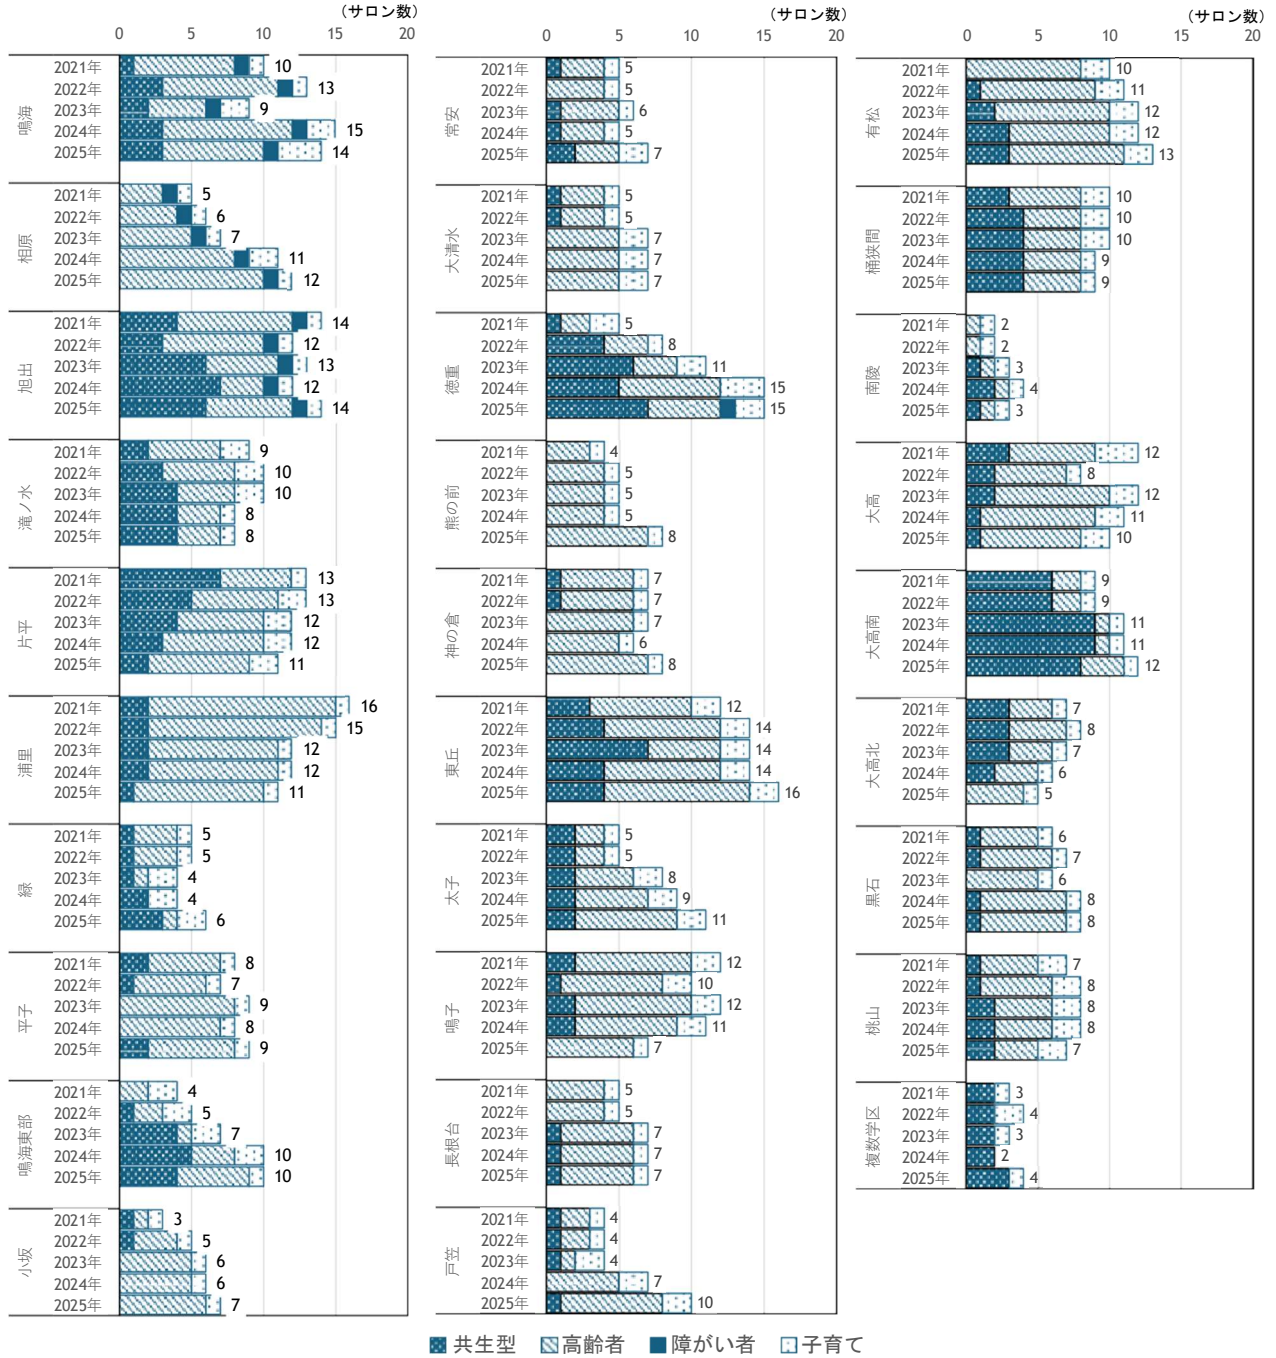 （サロン数）
0 5 10 15 20
鳴海
2021年 10
2022年 13
2023年 9
2024年 15
2025年 14
相原
2021年 5
2022年 6
2023年 7
2024年 11
2025年 12
旭出
2021年 14
2022年 12
2023年 13
2024年 12
2025年 14
滝ノ水
2021年 9
2022年 10
2023年 10
2024年 8
2025年 8
片平
2021年 13
2022年 13
2023年 12
2024年 12
2025年 11
浦里
2021年 16
2022年 15
2023年 12
2024年 12
2025年 11
緑
2021年 5
2022年 5
2023年 4
2024年 4
2025年 6
平子
2021年 8
2022年 7
2023年 9
2024年 8
2025年 9
鳴海東部
2021年 4
2022年 5
2023年 7
2024年 10
2025年 10
小坂
2021年 3
2022年 5
2023年 6
2024年 6
2025年 7
（サロン数）
0 5 10 15 20
常安
2021年 5
2022年 5
2023年 6
2024年 5
2025年 7
大清水
2021年 5
2022年 5
2023年 7
2024年 7
2025年 7
徳重
2021年 5
2022年 8
2023年 11
2024年 15
2025年 15
熊の前
2021年 4
2022年 5
2023年 5
2024年 5
2025年 8
神の倉
2021年 7
2022年 7
2023年 7
2024年 6
2025年 8
東丘
2021年 12
2022年 14
2023年 14
2024年 14
2025年 16
太子
2021年 5
2022年 5
2023年 8
2024年 9
2025年 11
鳴子
2021年 12
2022年 10
2023年 12
2024年 11
2025年 7
長根台
2021年 5
2022年 5
2023年 7
2024年 7
2025年 7
戸笠
2021年 4
2022年 4
2023年 4
2024年 7
2025年 10
（サロン数）
0 5 10 15 20
有松
2021年 10
2022年 11
2023年 12
2024年 12
2025年 13
桶狭間
2021年 10
2022年 10
2023年 10
2024年 9
2025年 9
南陵
2021年 2
2022年 2
2023年 3
2024年 4
2025年 3
大高
2021年 12
2022年 8
2023年 12
2024年 11
2025年 10
大高南
2021年 9
2022年 9
2023年 11
2024年 11
2025年 12
大高北
2021年 7
2022年 8
2023年 7
2024年 6
2025年 5
黒石
2021年 6
2022年 7
2023年 6
2024年 8
2025年 8
桃山
2021年 7
2022年 8
2023年 8
2024年 8
2025年 7
複数学区
2021年 3
2022年 4
2023年 3
2024年 2
2025年 4
共生型 高齢者 障がい者 子育て